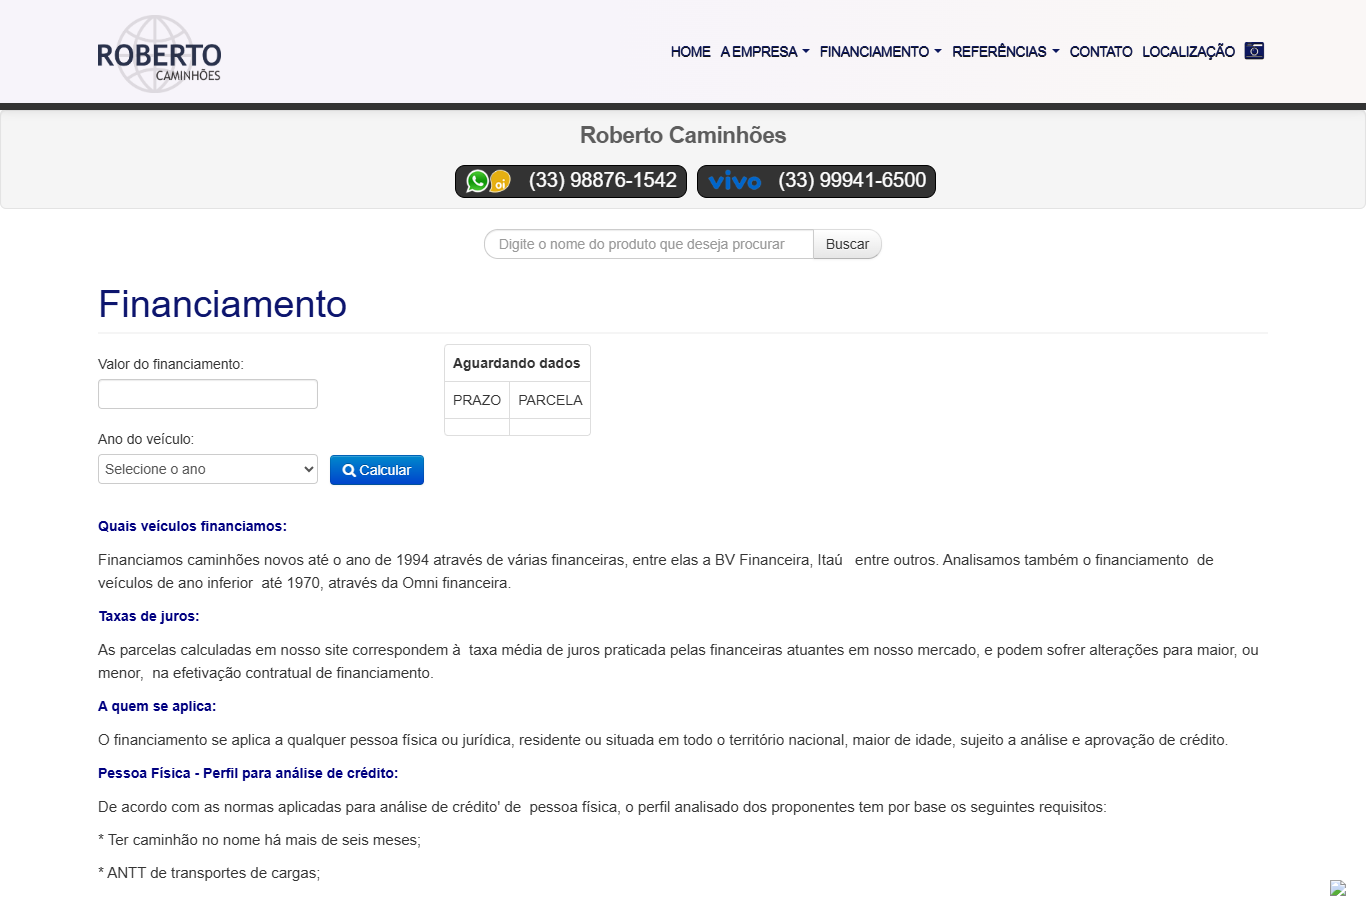 ROBERTO
CAMINHÕES
HOME A EMPRESA FINANCIAMENTO REFERÊNCIAS CONTATO LOCALIZAÇÃO
Roberto Caminhões
oi (33) 98876-1542 vivo (33) 99941-6500
Digite o nome do produto que deseja procurar Buscar
Financiamento
Valor do financiamento:
Aguardando dados
PRAZO PARCELA
Ano do veículo:
Selecione o ano Calcular
Quais veículos financiamos:
Financiamos caminhões novos até o ano de 1994 através de várias financeiras, entre elas a BV Financeira, Itaú entre outros. Analisamos também o financiamento de
veículos de ano inferior até 1970, através da Omni financeira.
Taxas de juros:
As parcelas calculadas em nosso site correspondem à taxa média de juros praticada pelas financeiras atuantes em nosso mercado, e podem sofrer alterações para maior, ou
menor, na efetivação contratual de financiamento.
A quem se aplica:
O financiamento se aplica a qualquer pessoa física ou jurídica, residente ou situada em todo o território nacional, maior de idade, sujeito a análise e aprovação de crédito.
Pessoa Física - Perfil para análise de crédito:
De acordo com as normas aplicadas para análise de crédito' de pessoa física, o perfil analisado dos proponentes tem por base os seguintes requisitos:
* Ter caminhão no nome há mais de seis meses;
* ANTT de transportes de cargas;